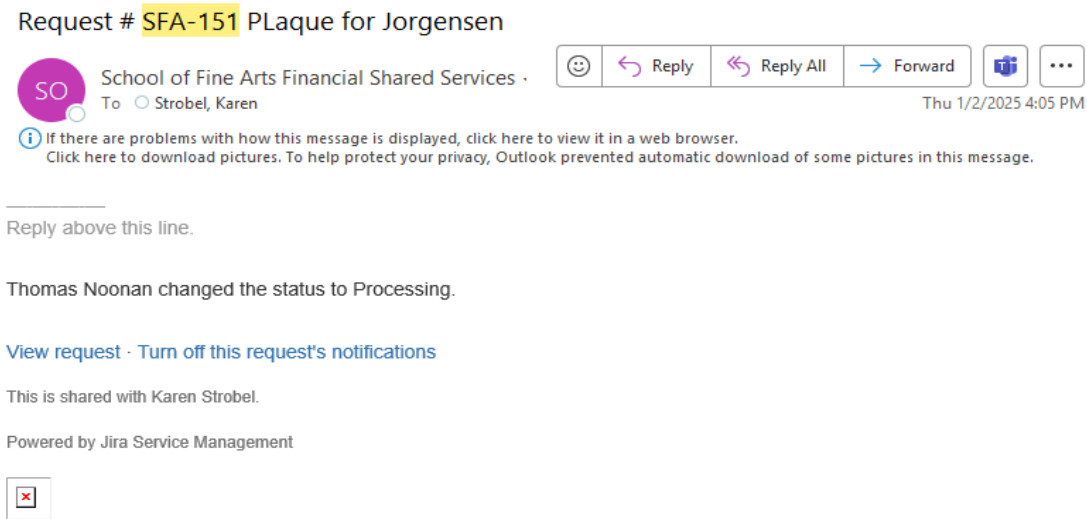 Request # SFA-151 PLaque for Jorgensen
SO
School of Fine Arts Financial Shared Services
To Strobel, Karen
Reply
Reply All
Forward
Thu 1/2/2025 4:05 PM
If there are problems with how this message is displayed, click here to view it in a web browser.
Click here to download pictures. To help protect your privacy, Outlook prevented automatic download of some pictures in this message.
Reply above this line.
Thomas Noonan changed the status to Processing.
View request · Turn off this request's notifications
This is shared with Karen Strobel.
Powered by Jira Service Management